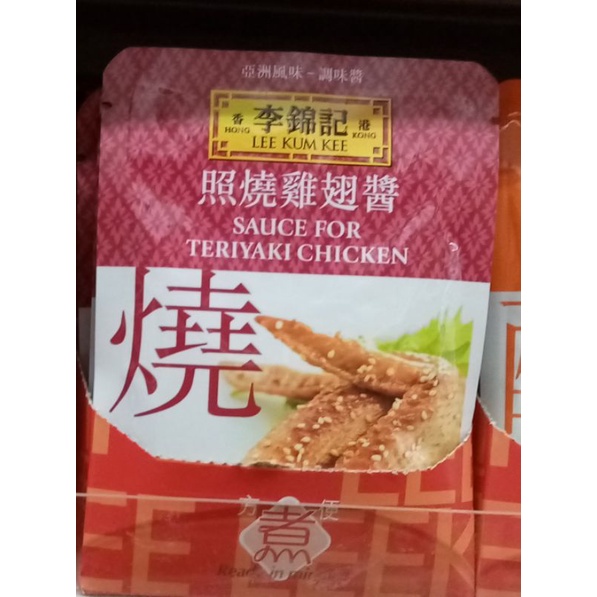 亞洲風味－調味醬
香 李錦記 港
HONG LEE KUM KEE KONG
照燒雞翅醬
SAUCE FOR
TERIYAKI CHICKEN
燒
方 便
煮